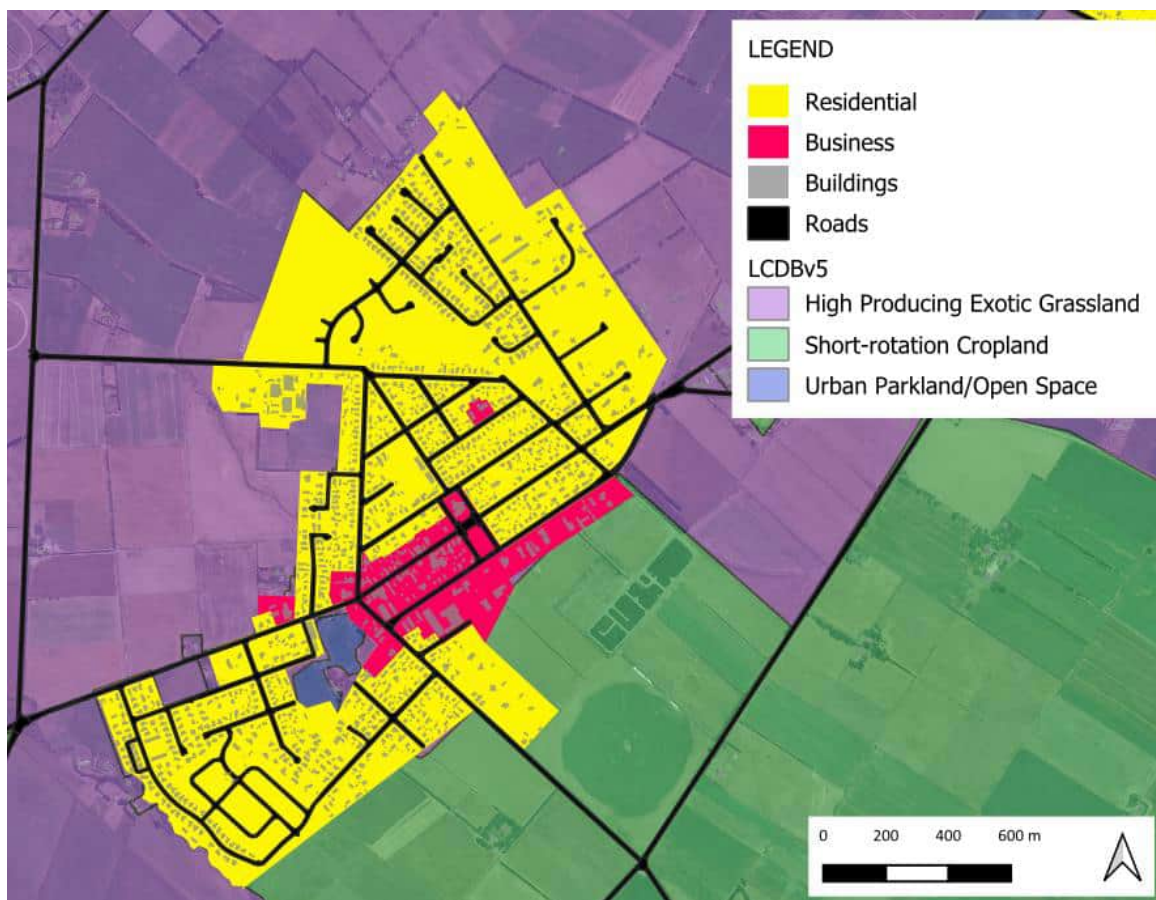 LEGEND
Residential
Business
Buildings
Roads
LCDBv5
High Producing Exotic Grassland
Short-rotation Cropland
Urban Parkland/Open Space
0 200 400 600 m